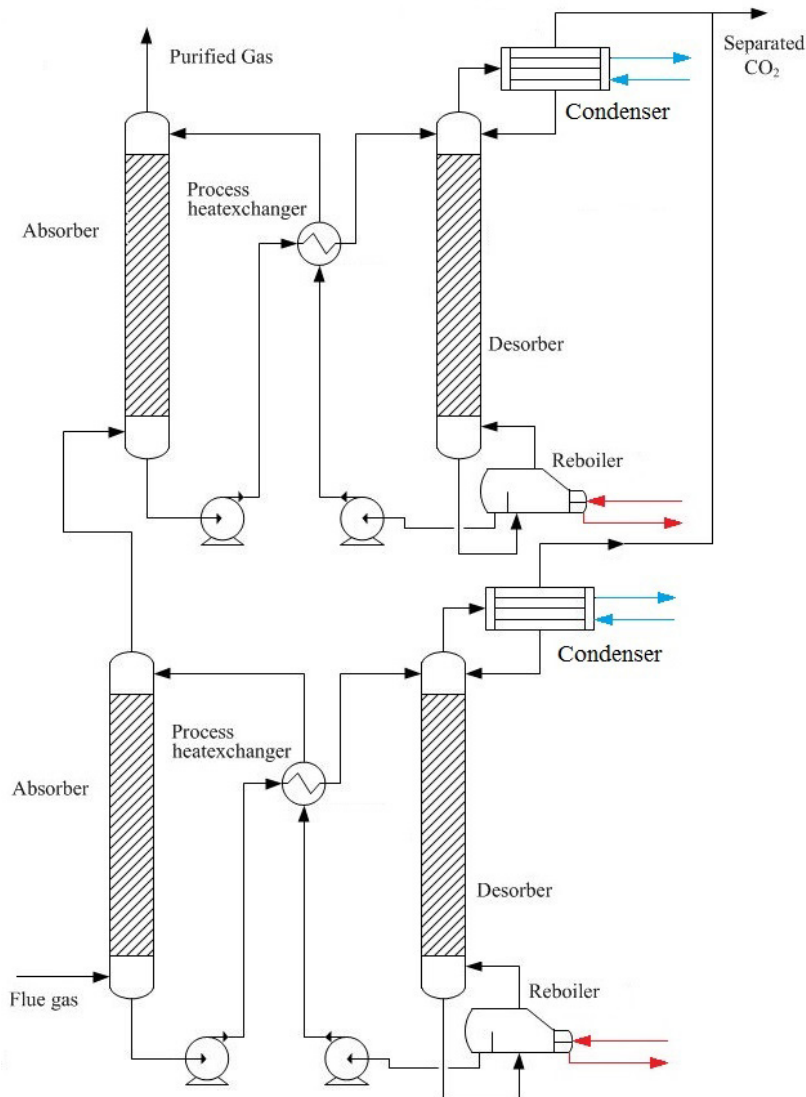 Purified Gas
Separated
CO₂
Condenser
Process
heatexchanger
Absorber
Desorber
Reboiler
Condenser
Process
heatexchanger
Absorber
Desorber
Flue gas
Reboiler